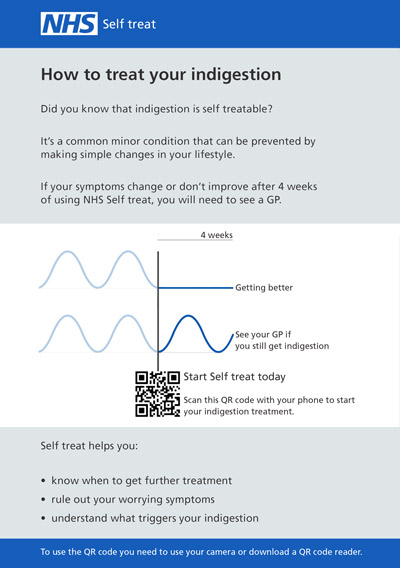 NHS Self treat
How to treat your indigestion
Did you know that indigestion is self treatable?
It’s a common minor condition that can be prevented by
making simple changes in your lifestyle.
If your symptoms change or don’t improve after 4 weeks
of using NHS Self treat, you will need to see a GP.
4 weeks
Getting better
See your GP if
you still get indigestion
Start Self treat today
Scan this QR code with your phone to start
your indigestion treatment.
Self treat helps you:
• know when to get further treatment
• rule out your worrying symptoms
• understand what triggers your indigestion
To use the QR code you need to use your camera or download a QR code reader.